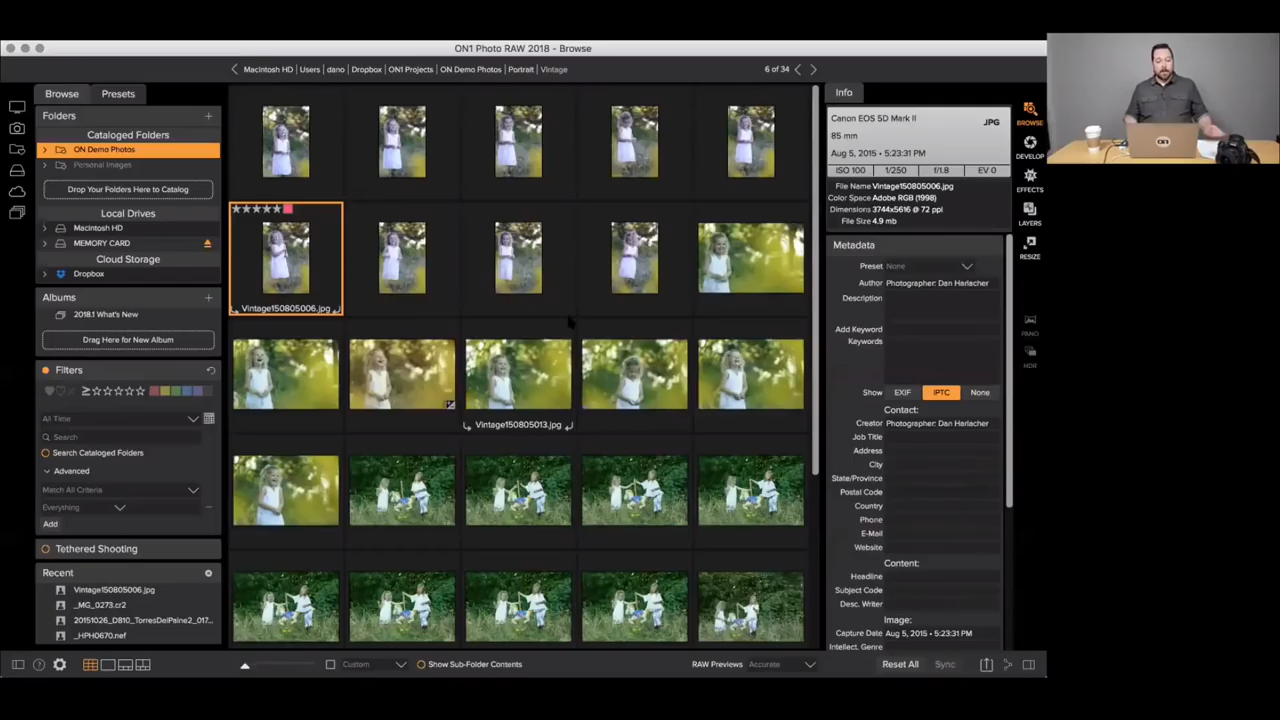 ON1 Photo RAW 2018 - Browse
Macintosh HD Users dano Dropbox ON1 Projects ON Demo Photos Portrait Vintage
6 of 34
Browse Presets
Folders
Cataloged Folders
ON Demo Photos
Personal Images
Drop Your Folders Here to Catalog
Local Drives
Macintosh HD
MEMORY CARD
Cloud Storage
Dropbox
Albums
2018.1 What's New
Drag Here for New Album
Filters
All Time
Search
Search Cataloged Folders
Advanced
Match All Criteria
Everything
Add
Tethered Shooting
Recent
Vintage150805006.jpg
_MG_0273.cr2
20151026_D810_TorresDelPaine2_017...
_HPH0670.nef
Vintage150805006.jpg
Vintage150805013.jpg
Custom
Show Sub-Folder Contents
RAW Previews Accurate
Info
Canon EOS 5D Mark II
JPG
85 mm
Aug 5, 2015 • 5:23:31 PM
ISO 100 1/250 f/1.8 EV 0
File Name Vintage150805006.jpg
Color Space Adobe RGB (1998)
Dimensions 3744x5616 @ 72 ppi
File Size 4.9 mb
Metadata
Preset None
Author Photographer: Dan Harlacher
Description
Add Keyword
Keywords
Show EXIF IPTC None
Contact:
Creator Photographer: Dan Harlacher
Job Title
Address
City
State/Province
Postal Code
Country
Phone
E-Mail
Website
Content:
Headline
Subject Code
Desc. Writer
Image:
Capture Date Aug 5, 2015 • 5:23:31 PM
Intellect. Genre
Reset All Sync
BROWSE
DEVELOP
EFFECTS
LAYERS
RESIZE
PANO
HDR
ON